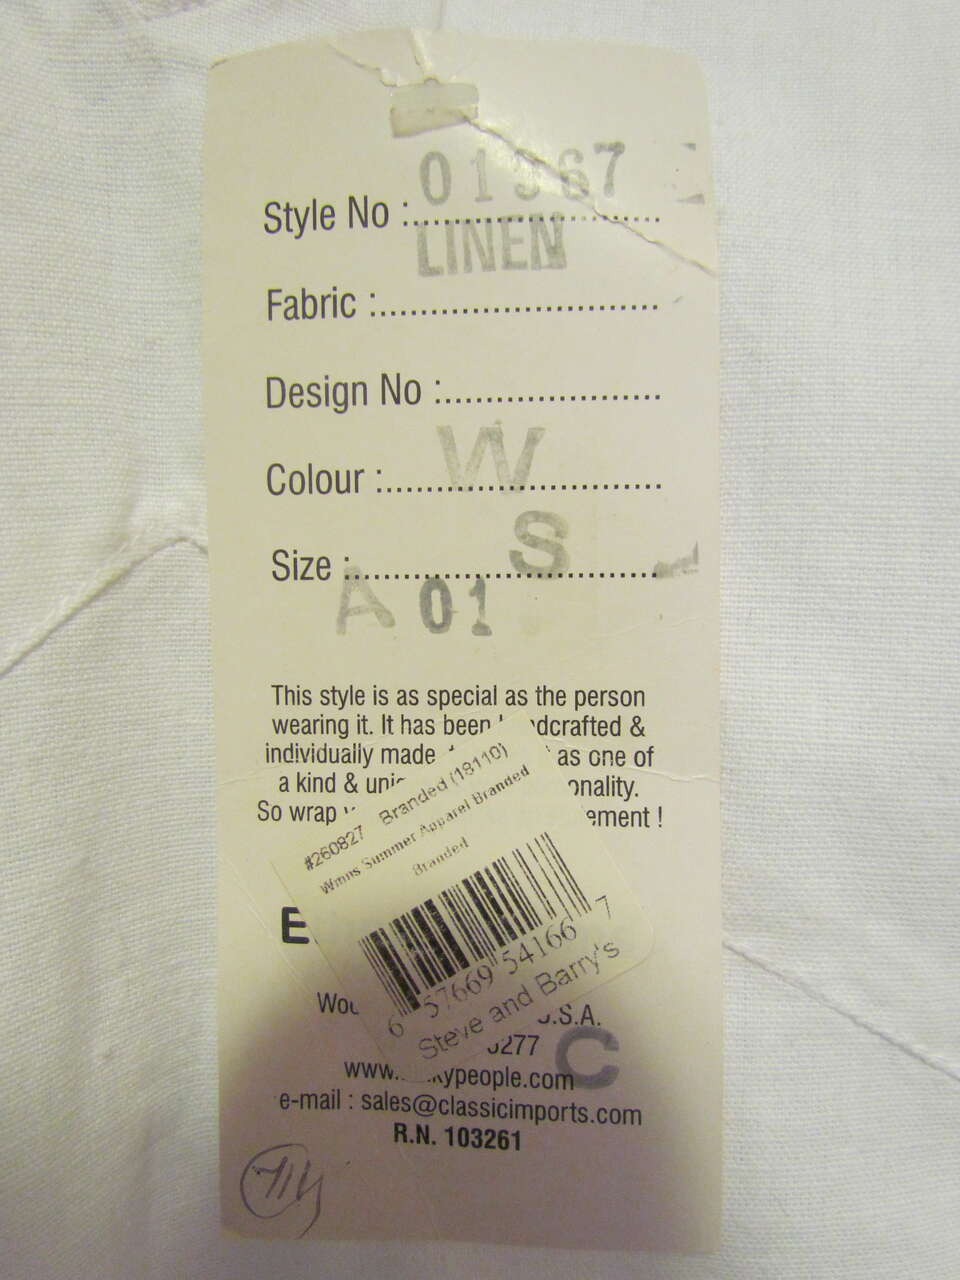 01367
Style No :
LINEN
Fabric :
Design No :
W
Colour :
S
Size :
A 01
This style is as special as the person
wearing it. It has been
individually made as one of
a kind &
So wrap
#260827 Branded (18110)
Wmns Summer Apparel Branded
Branded
6 57669 54166 7
Steve and Barry's
.S.A.
C
e-mail : sales@classicimports.com
R.N. 103261